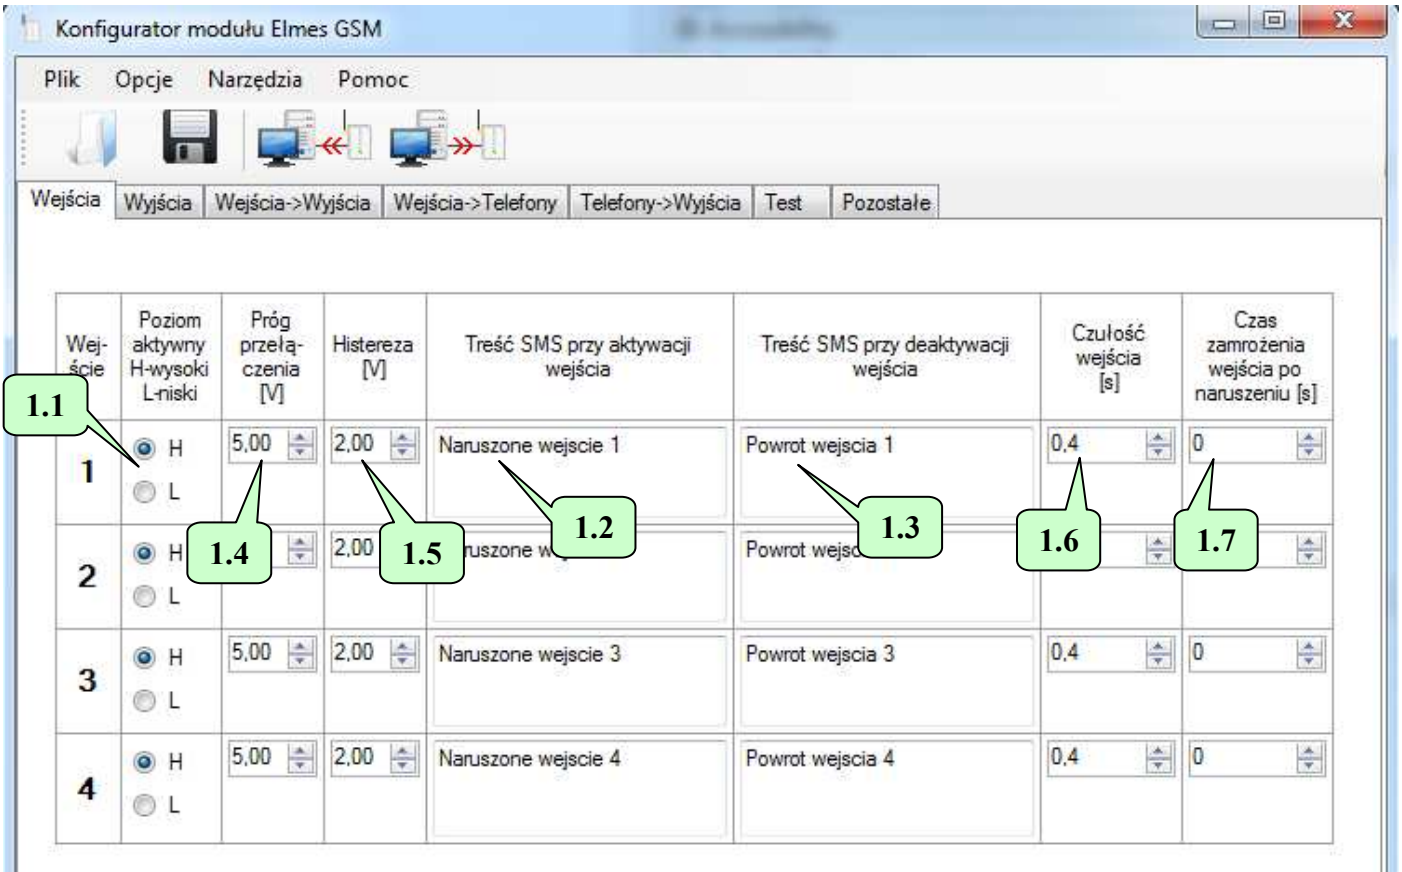 Konfigurator modułu Elmes GSM
Plik Opcje Narzędzia Pomoc
Wejścia Wyjścia Wejścia->Wyjścia Wejścia->Telefony Telefony->Wyjścia Test Pozostałe
Wej-
ście
Poziom
aktywny
H-wysoki
L-niski
Próg
przełą-
czenia
[V]
Histereza
[V]
Treść SMS przy aktywacji
wejścia
Treść SMS przy deaktywacji
wejścia
Czułość
wejścia
[s]
Czas
zamrożenia
wejścia po
naruszeniu [s]
1.1
1 H 5,00 2,00 Naruszone wejscie 1 Powrot wejscia 1 0,4 0
L
1.4 1.5 1.2 1.3 1.6 1.7
2 H 2,00 Powrot
L
3 H 5,00 2,00 Naruszone wejscie 3 Powrot wejscia 3 0,4 0
L
4 H 5,00 2,00 Naruszone wejscie 4 Powrot wejscia 4 0,4 0
L